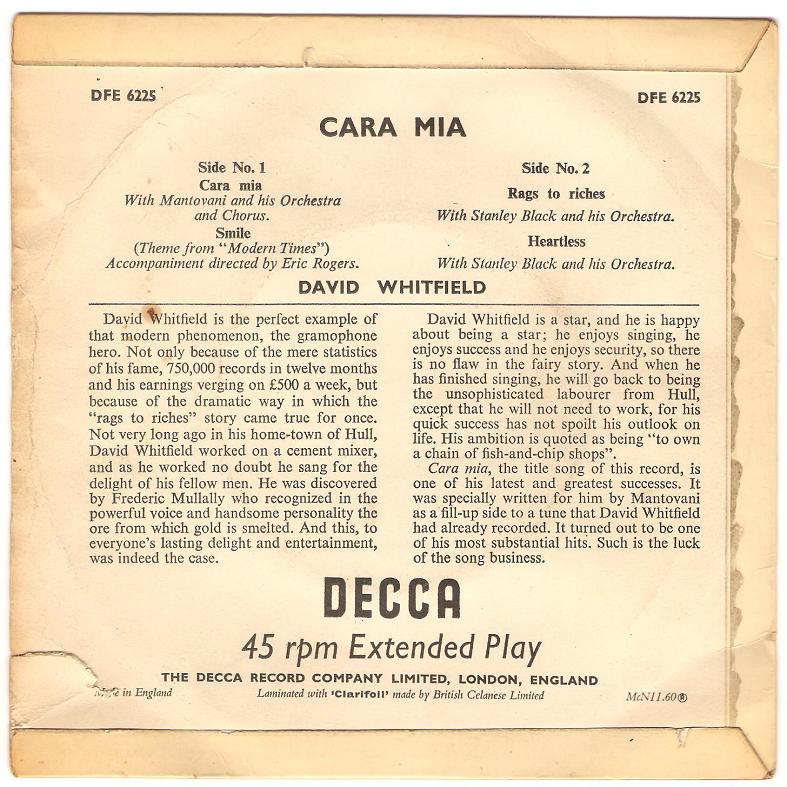 DFE 6225 DFE 6225
CARA MIA
Side No. 1
Cara mia
With Mantovani and his Orchestra
and Chorus.
Smile
(Theme from “Modern Times”)
Accompaniment directed by Eric Rogers.
Side No. 2
Rags to riches
With Stanley Black and his Orchestra.
Heartless
With Stanley Black and his Orchestra.
DAVID WHITFIELD
David Whitfield is the perfect example of
that modern phenomenon, the gramophone
hero. Not only because of the mere statistics
of his fame, 750,000 records in twelve months
and his earnings verging on £500 a week, but
because of the dramatic way in which the
“rags to riches” story came true for once.
Not very long ago in his home-town of Hull,
David Whitfield worked on a cement mixer,
and as he worked no doubt he sang for the
delight of his fellow men. He was discovered
by Frederic Mullally who recognized in the
powerful voice and handsome personality the
ore from which gold is smelted. And this, to
everyone’s lasting delight and entertainment,
was indeed the case.
David Whitfield is a star, and he is happy
about being a star; he enjoys singing, he
enjoys success and he enjoys security, so there
is no flaw in the fairy story. And when he
has finished singing, he will go back to being
the unsophisticated labourer from Hull,
except that he will not need to work, for his
quick success has not spoilt his outlook on
life. His ambition is quoted as being “to own
a chain of fish-and-chip shops”.
Cara mia, the title song of this record, is
one of his latest and greatest successes. It
was specially written for him by Mantovani
as a fill-up side to a tune that David Whitfield
had already recorded. It turned out to be one
of his most substantial hits. Such is the luck
of the song business.
DECCA
45 rpm Extended Play
THE DECCA RECORD COMPANY LIMITED, LONDON, ENGLAND
in England Laminated with ‘Clarifoil’ made by British Celanese Limited McN11.60®